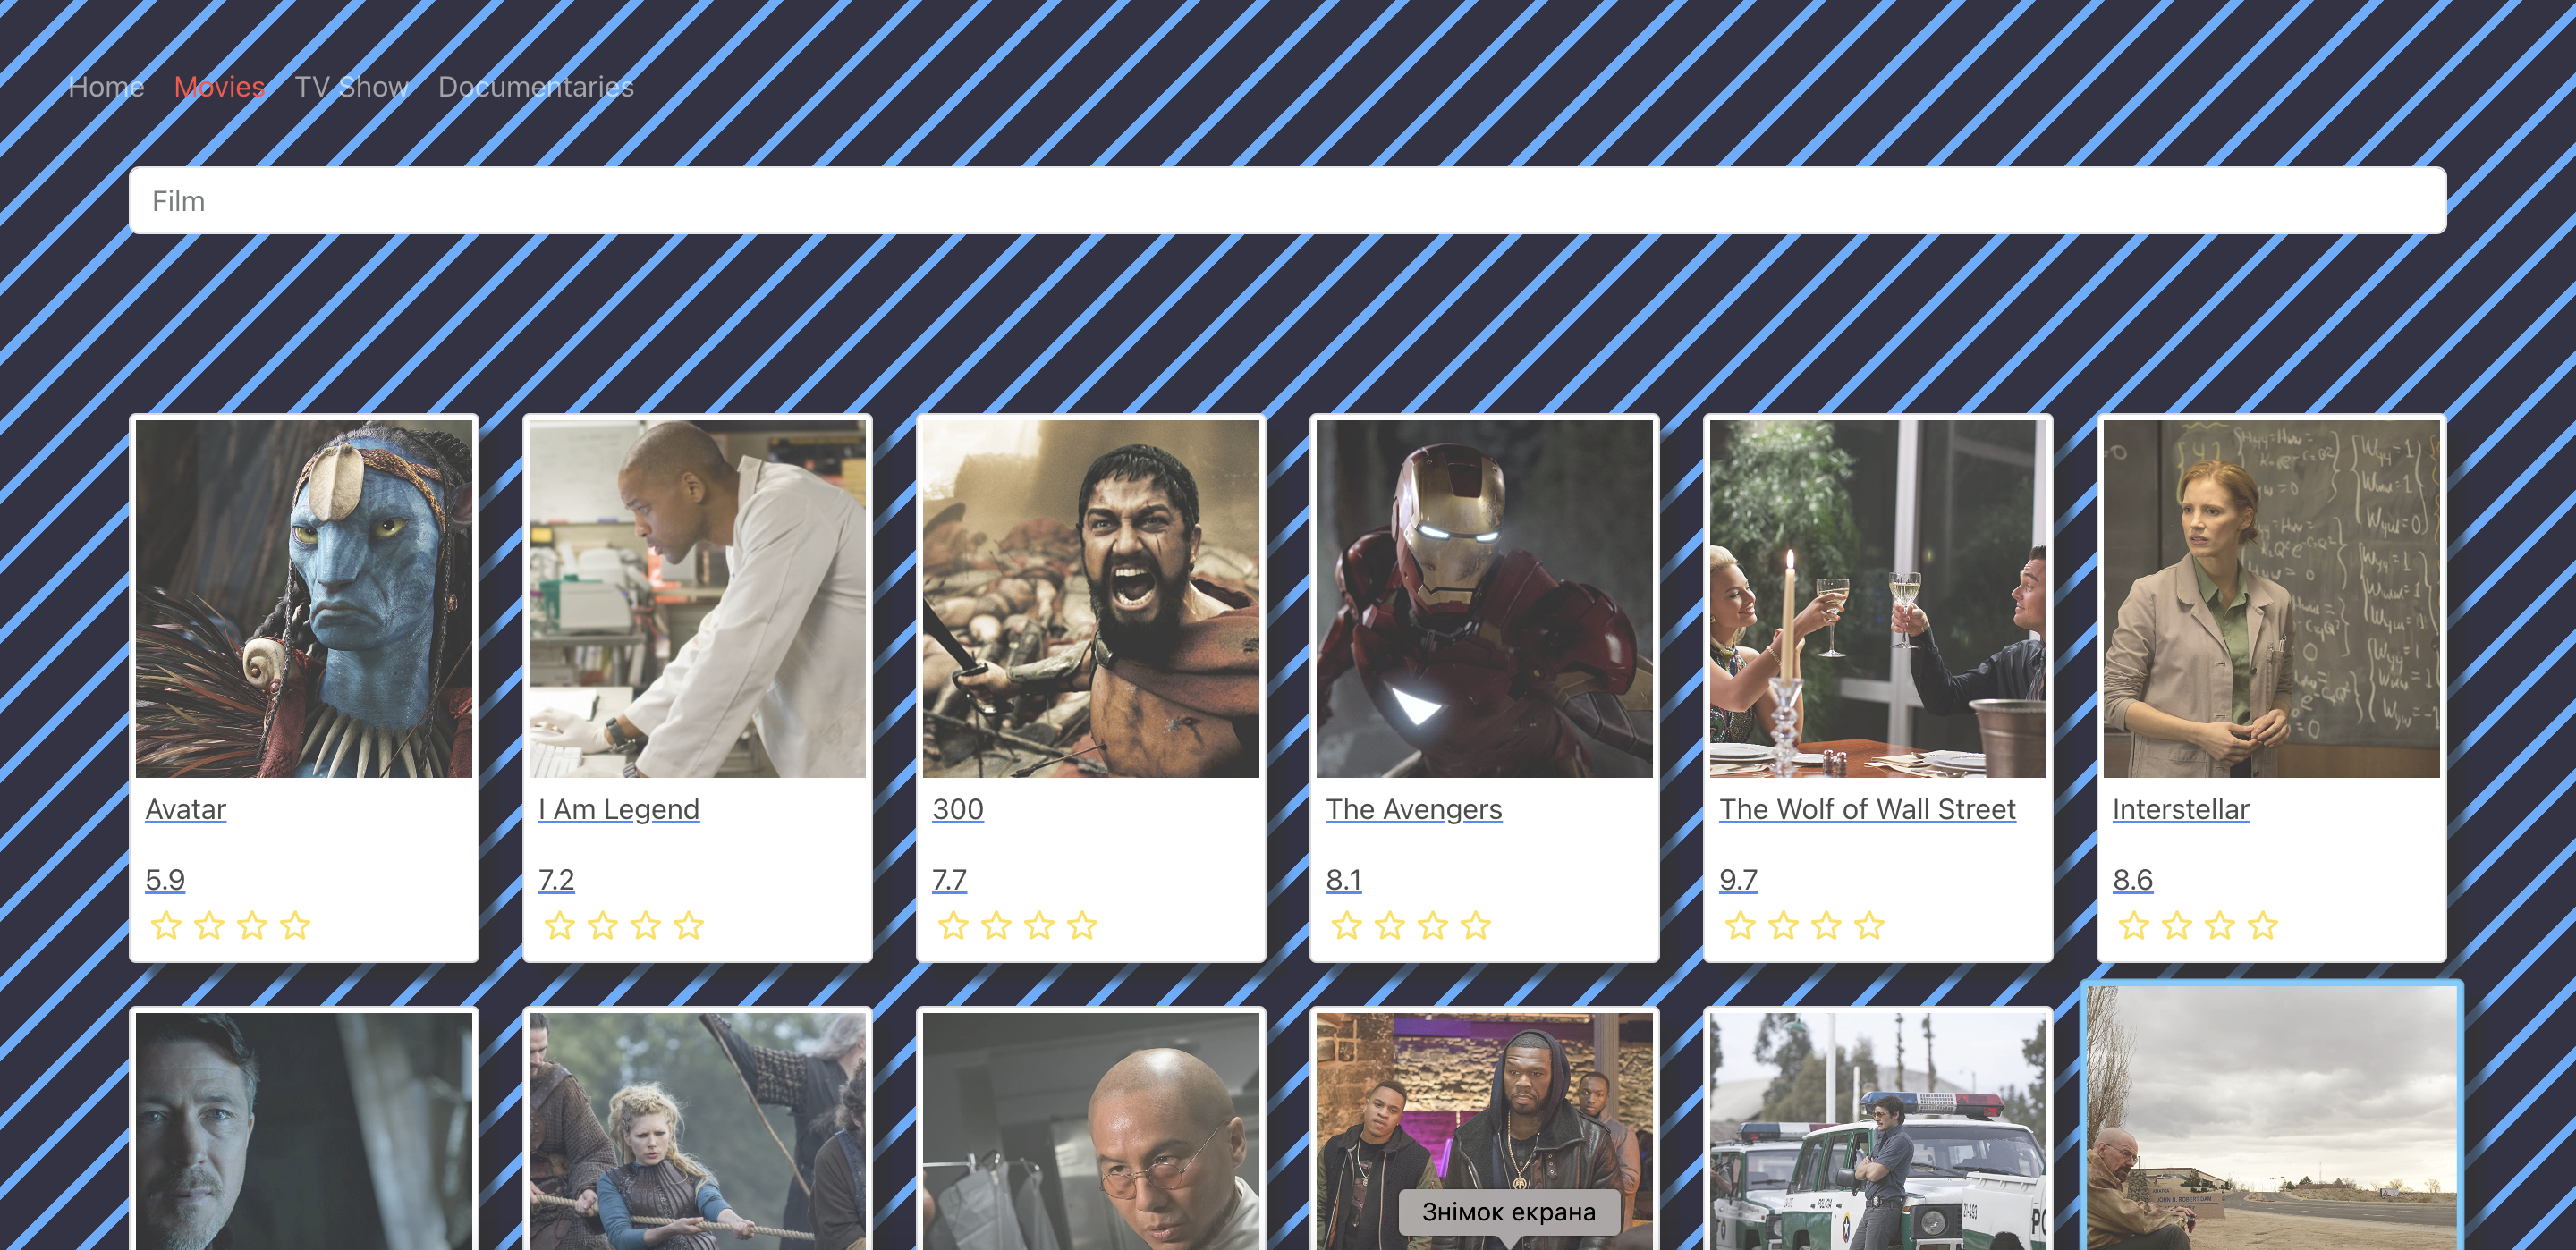 Home Movies TV Show Documentaries
Film
Avatar
5.9
I Am Legend
7.2
300
7.7
The Avengers
8.1
The Wolf of Wall Street
9.7
Interstellar
8.6
Знімок екрана